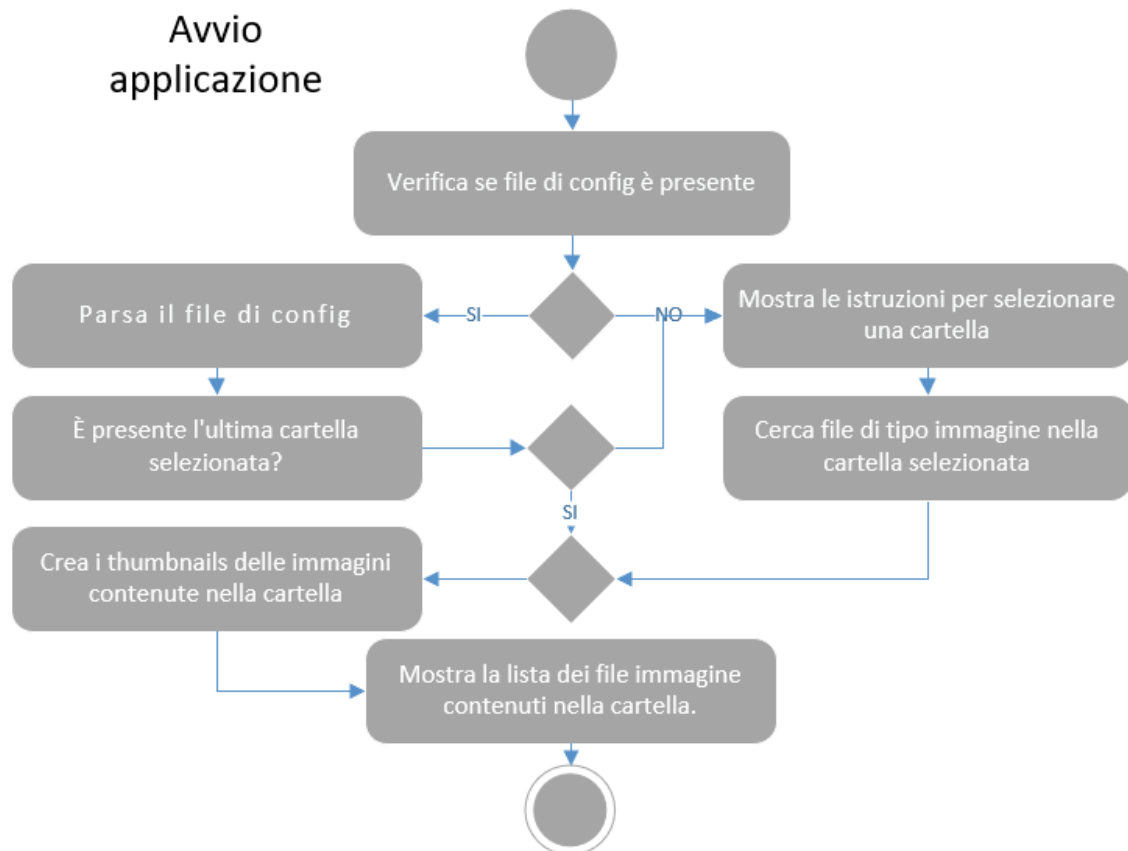 Avvio
applicazione
Verifica se file di config è presente
Parsa il file di config
SI
NO
Mostra le istruzioni per selezionare
una cartella
È presente l'ultima cartella
selezionata?
Cerca file di tipo immagine nella
cartella selezionata
SI
Crea i thumbnails delle immagini
contenute nella cartella
Mostra la lista dei file immagine
contenuti nella cartella.